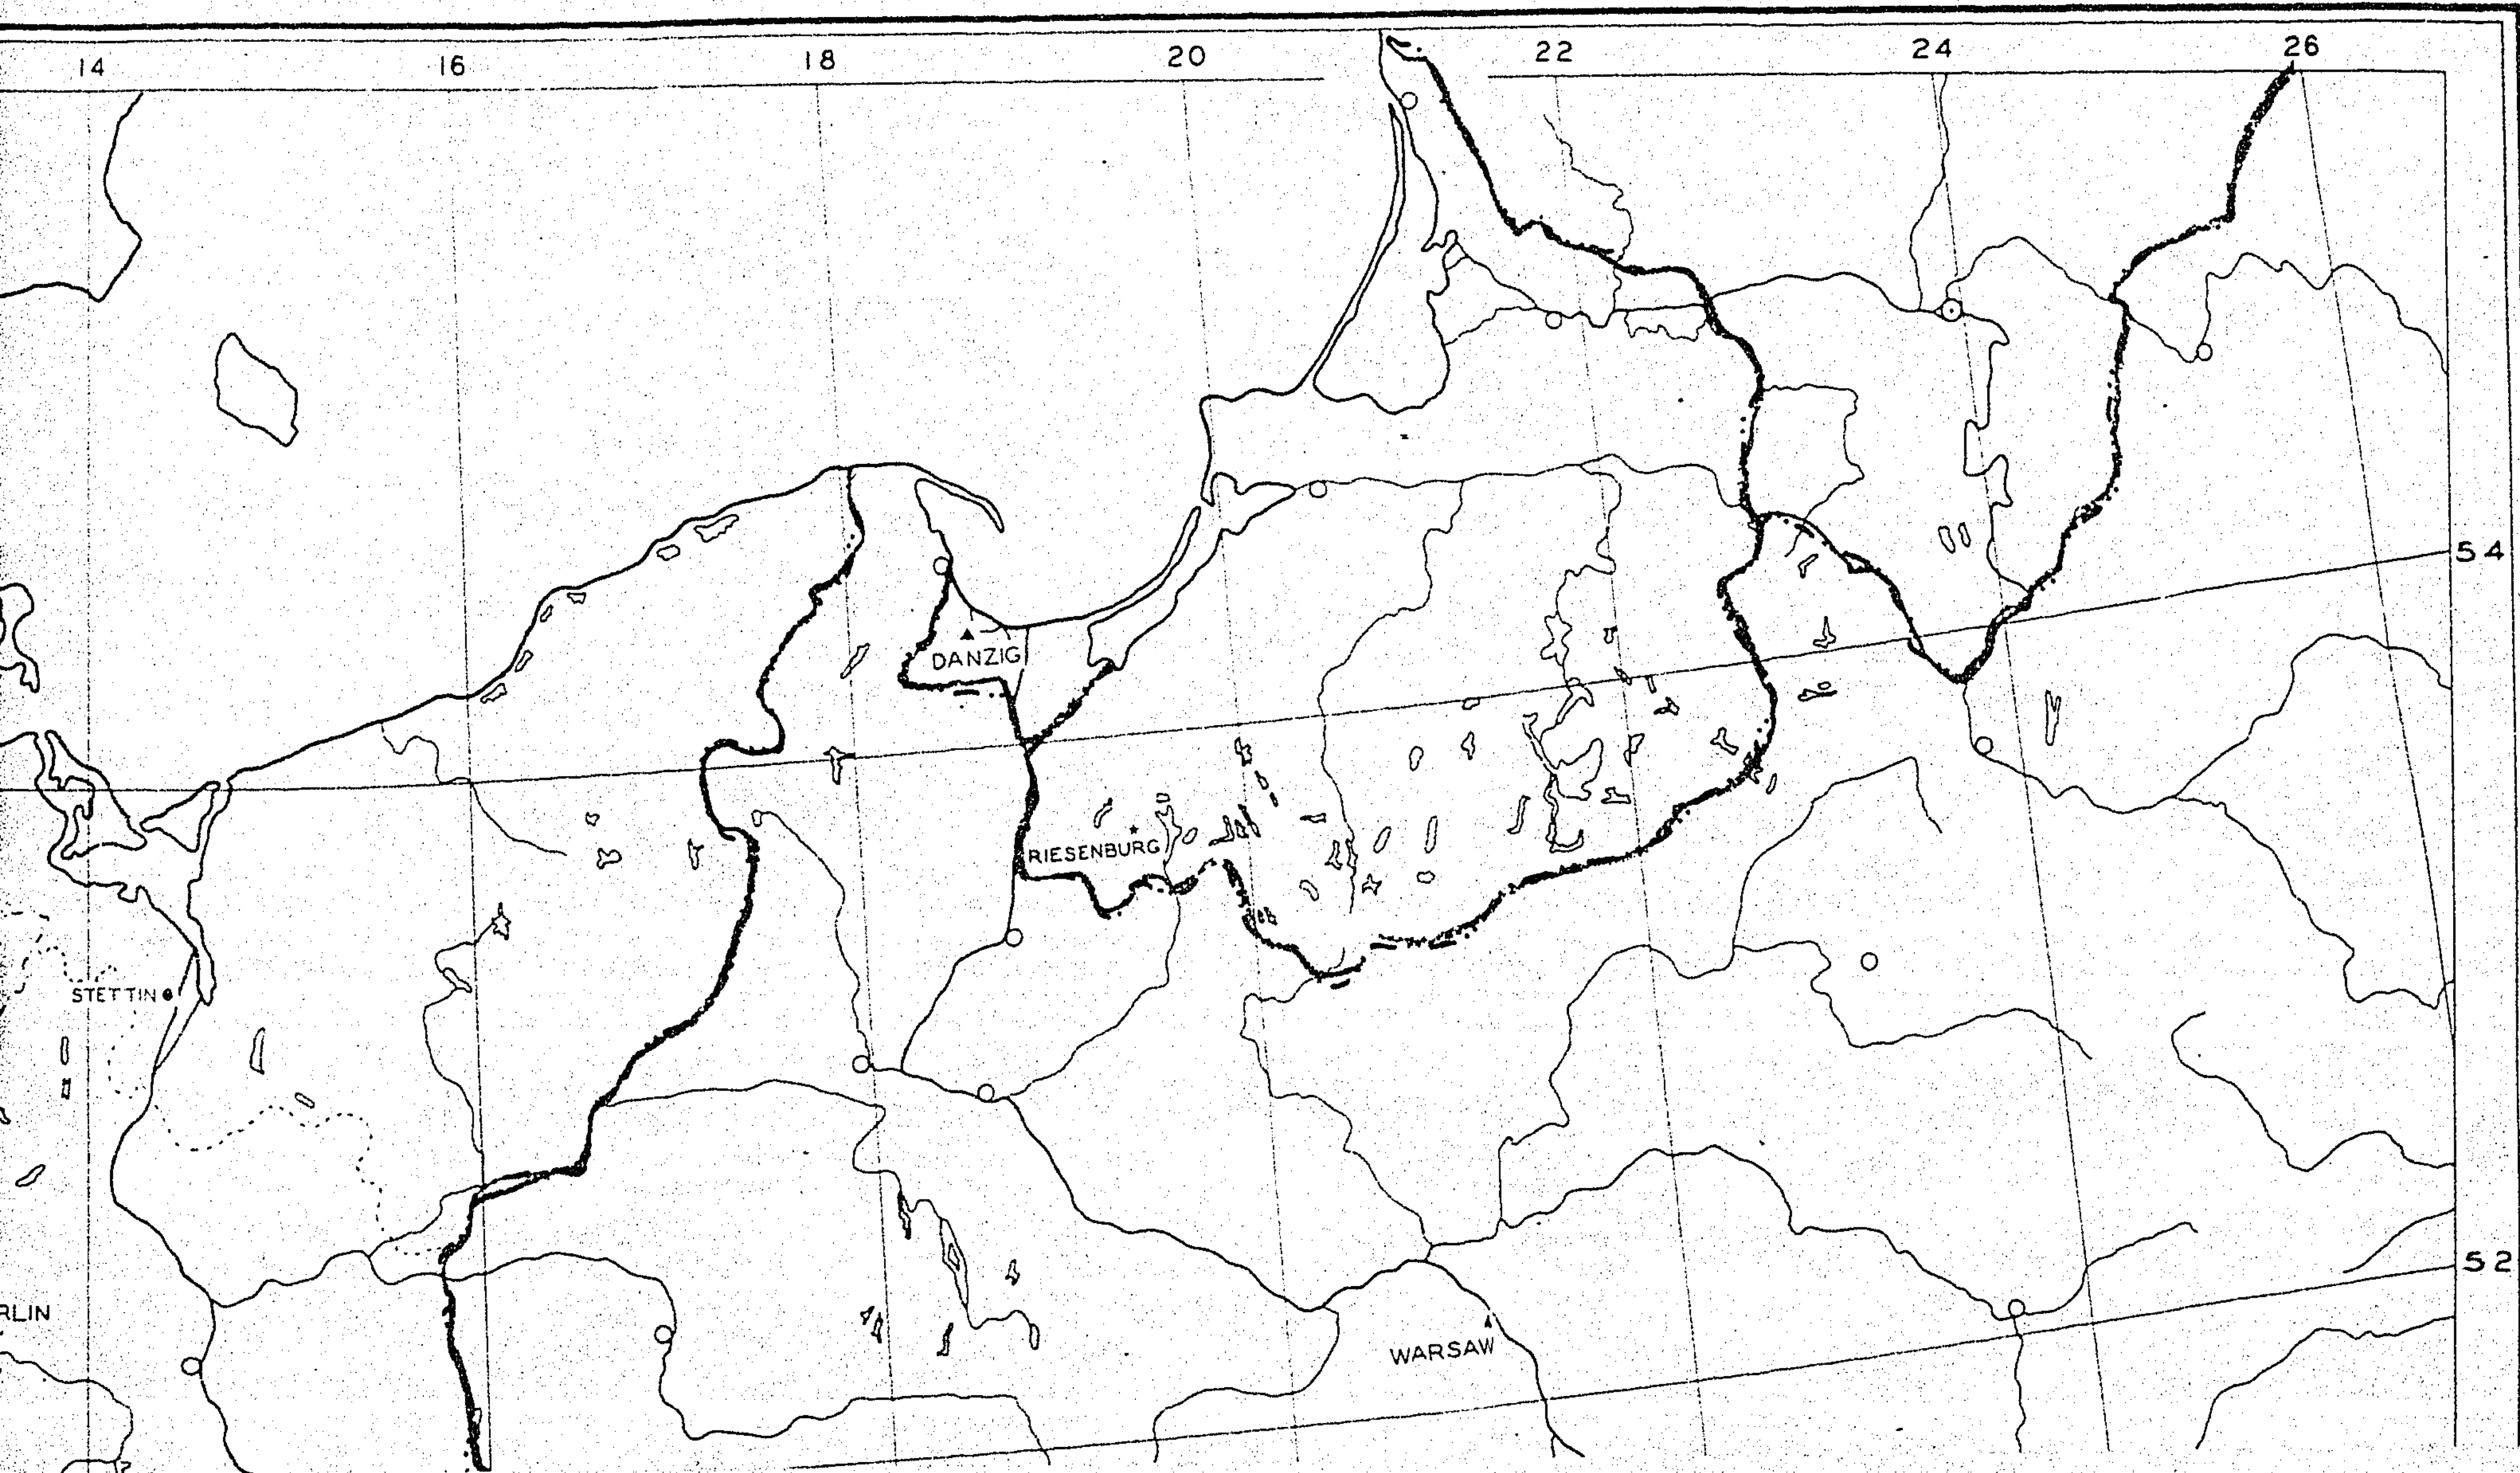 14 16 18 20 22 24 26
54
DANZIG
RIESENBURG
STETTIN
52
RLIN
WARSAW